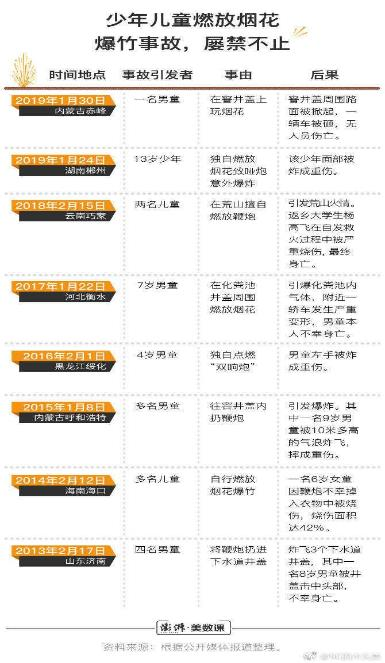 少年儿童燃放烟花
爆竹事故，屡禁不止
时间地点 事故引发者 事由 后果
2019年1月30日
内蒙古赤峰
一名男童
在窨井盖上
玩烟花
窨井盖周围路
面被掀起，一
辆车被砸，无
人员伤亡。
2019年1月24日
湖南郴州
13岁少年
独自燃放
烟花致哑炮
意外爆炸
该少年面部被
炸成重伤。
2018年2月15日
云南巧家
两名儿童
在荒山擅自
燃放鞭炮
引发荒山火情。
返乡大学生杨
高飞在自发救
火过程中被严
重烧伤，最终
身亡。
2017年1月22日
河北衡水
7岁男童
在化粪池
井盖周围
燃放烟花
引爆化粪池内
气体，附近一
轿车发生严重
变形，男童本
人不幸身亡。
2016年2月1日
黑龙江绥化
4岁男童
独自点燃
“双响炮”
男童左手被炸
成重伤。
2015年1月8日
内蒙古呼和浩特
多名男童
往窨井盖内
扔鞭炮
引发爆炸。其
中一名9岁男
童被10米多高
的气浪炸飞，
摔成重伤。
2014年2月12日
海南海口
多名儿童
自行燃放
烟花爆竹
一名6岁女童
因鞭炮不幸掉
入衣物中被烧
伤，烧伤面积
达42%。
2013年2月17日
山东济南
四名男童
将鞭炮扔进
下水道井盖
炸飞3个下水道
井盖，其中一
名8岁男童被井
盖击中头部，
不幸身亡。
澎湃·美数课
资料来源：根据公开媒体报道整理。